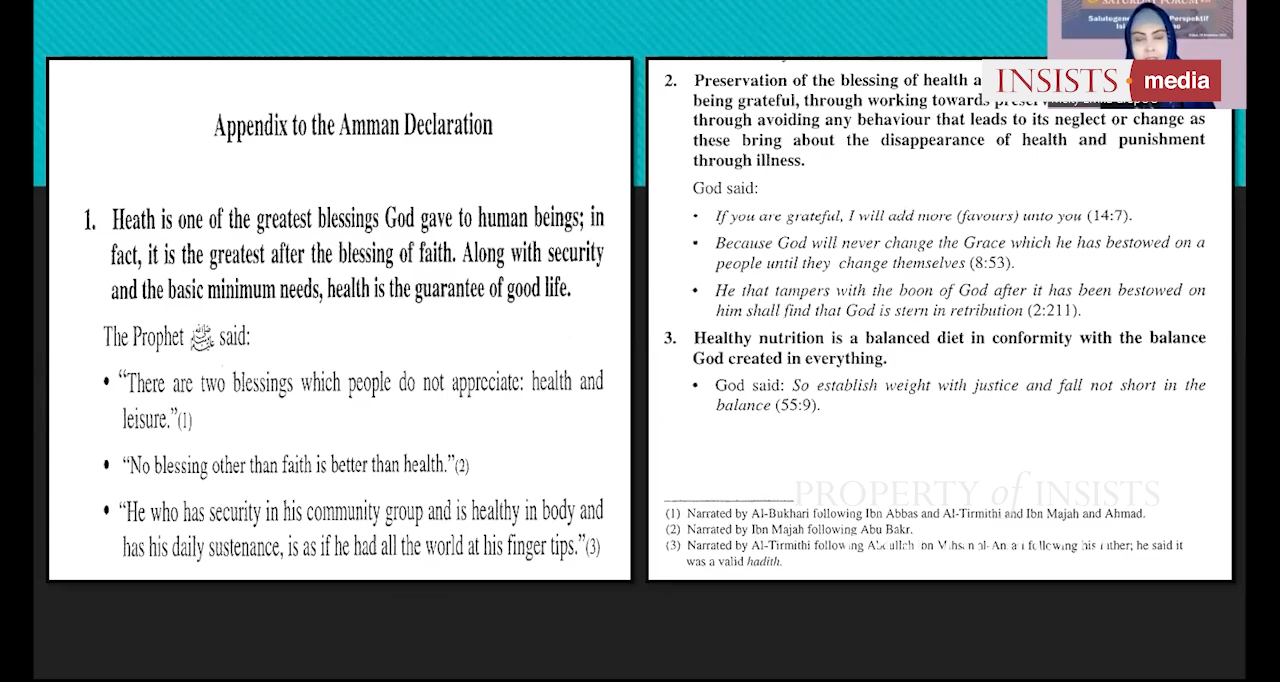 Appendix to the Amman Declaration
1. Heath is one of the greatest blessings God gave to human beings; in
fact, it is the greatest after the blessing of faith. Along with security
and the basic minimum needs, health is the guarantee of good life.
The Prophet ﷺ said:
• “There are two blessings which people do not appreciate: health and
leisure.”(1)
• “No blessing other than faith is better than health.”(2)
• “He who has security in his community group and is healthy in body and
has his daily sustenance, is as if he had all the world at his finger tips.”(3)
2. Preservation of the blessing of health
being grateful, through working towards
through avoiding any behaviour that leads to its neglect or change as
these bring about the disappearance of health and punishment
through illness.
God said:
• If you are grateful, I will add more (favours) unto you (14:7).
• Because God will never change the Grace which he has bestowed on a
people until they change themselves (8:53).
• He that tampers with the boon of God after it has been bestowed on
him shall find that God is stern in retribution (2:211).
3. Healthy nutrition is a balanced diet in conformity with the balance
God created in everything.
• God said: So establish weight with justice and fall not short in the
balance (55:9).
PROPERTY of INSISTS
(1) Narrated by Al-Bukhari following Ibn Abbas and Al-Tirmithi and Ibn Majah and Ahmad.
(2) Narrated by Ibn Majah following Abu Bakr.
(3) Narrated by Al-Tirmithi following following his father; he said it
was a valid hadith.
SATURDAY FORUM
INSISTS media